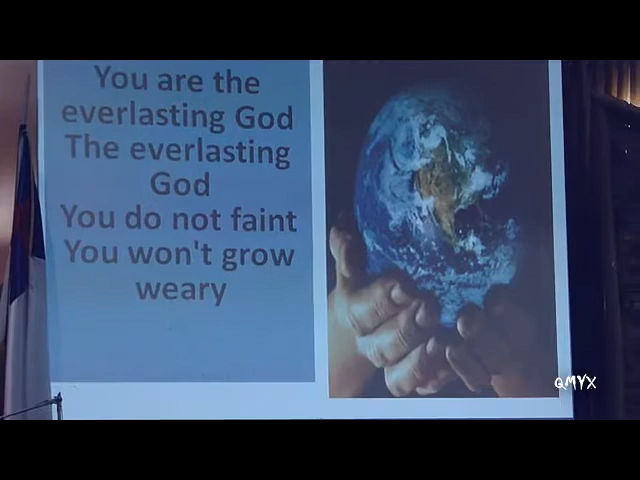 You are the
everlasting God
The everlasting
God
You do not faint
You won't grow
weary
QMYX